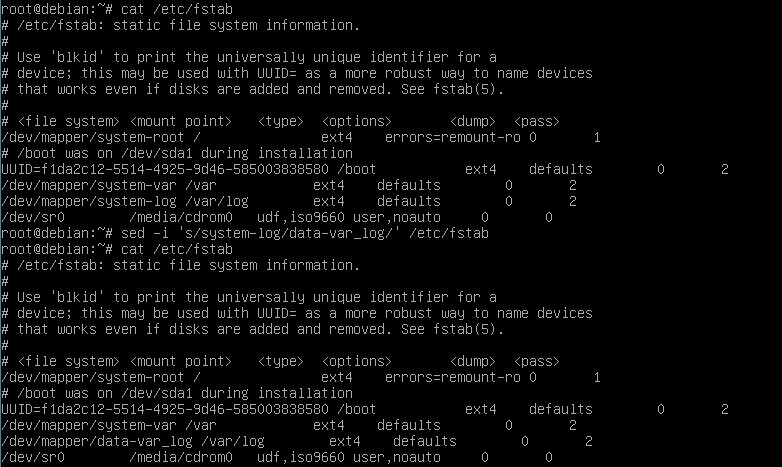 root@debian:~# cat /etc/fstab
# /etc/fstab: static file system information.
#
# Use 'blkid' to print the universally unique identifier for a
# device; this may be used with UUID= as a more robust way to name devices
# that works even if disks are added and removed. See fstab(5).
#
# <file system> <mount point>   <type>  <options>       <dump>  <pass>
/dev/mapper/system-root /               ext4    errors=remount-ro 0       1
# /boot was on /dev/sda1 during installation
UUID=f1da2c12-5514-4925-9d46-585003838580 /boot           ext4    defaults        0       2
/dev/mapper/system-var /var            ext4    defaults        0       2
/dev/mapper/system-log /var/log        ext4    defaults        0       2
/dev/sr0        /media/cdrom0   udf,iso9660 user,noauto     0       0
root@debian:~# sed -i 's/system-log/data-var_log/' /etc/fstab
root@debian:~# cat /etc/fstab
# /etc/fstab: static file system information.
#
# Use 'blkid' to print the universally unique identifier for a
# device; this may be used with UUID= as a more robust way to name devices
# that works even if disks are added and removed. See fstab(5).
#
# <file system> <mount point>   <type>  <options>       <dump>  <pass>
/dev/mapper/system-root /               ext4    errors=remount-ro 0       1
# /boot was on /dev/sda1 during installation
UUID=f1da2c12-5514-4925-9d46-585003838580 /boot           ext4    defaults        0       2
/dev/mapper/system-var /var            ext4    defaults        0       2
/dev/mapper/data-var_log /var/log        ext4    defaults        0       2
/dev/sr0        /media/cdrom0   udf,iso9660 user,noauto     0       0